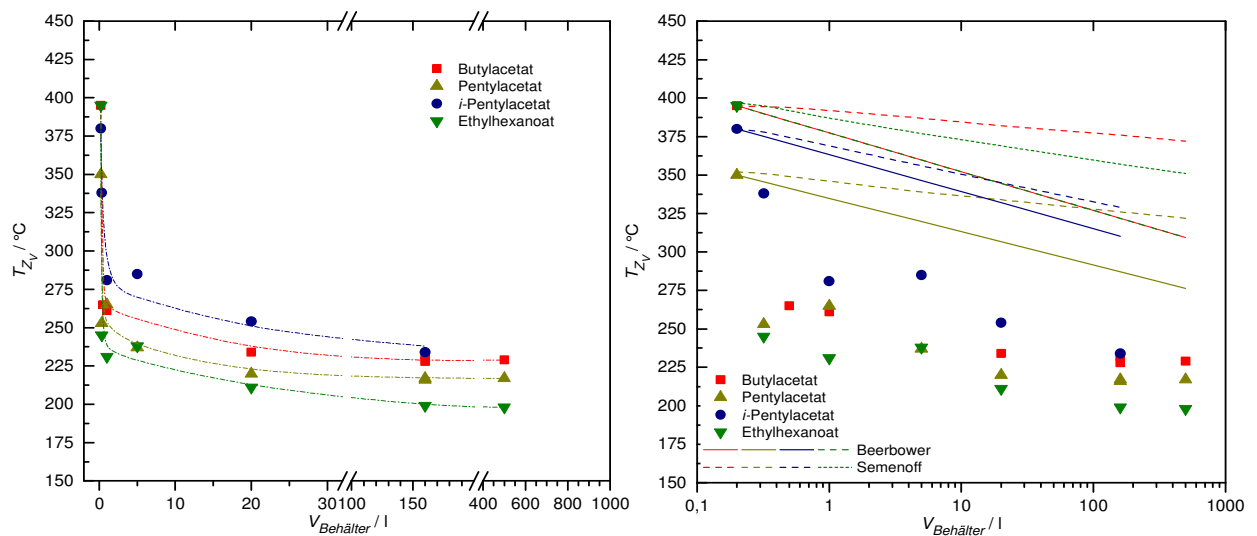 450
425
400
375
350
325
300
275
250
225
200
175
150
T_{Z_V} / °C
0
10
20
30
100
150
400
600
800
1000
V_{Behälter} / l
Butylacetat
Pentylacetat
i-Pentylacetat
Ethylhexanoat
450
425
400
375
350
325
300
275
250
225
200
175
150
T_{Z_V} / °C
Butylacetat
Pentylacetat
i-Pentylacetat
Ethylhexanoat
Beerbower
Semenoff
0,1
1
10
100
1000
V_{Behälter} / l